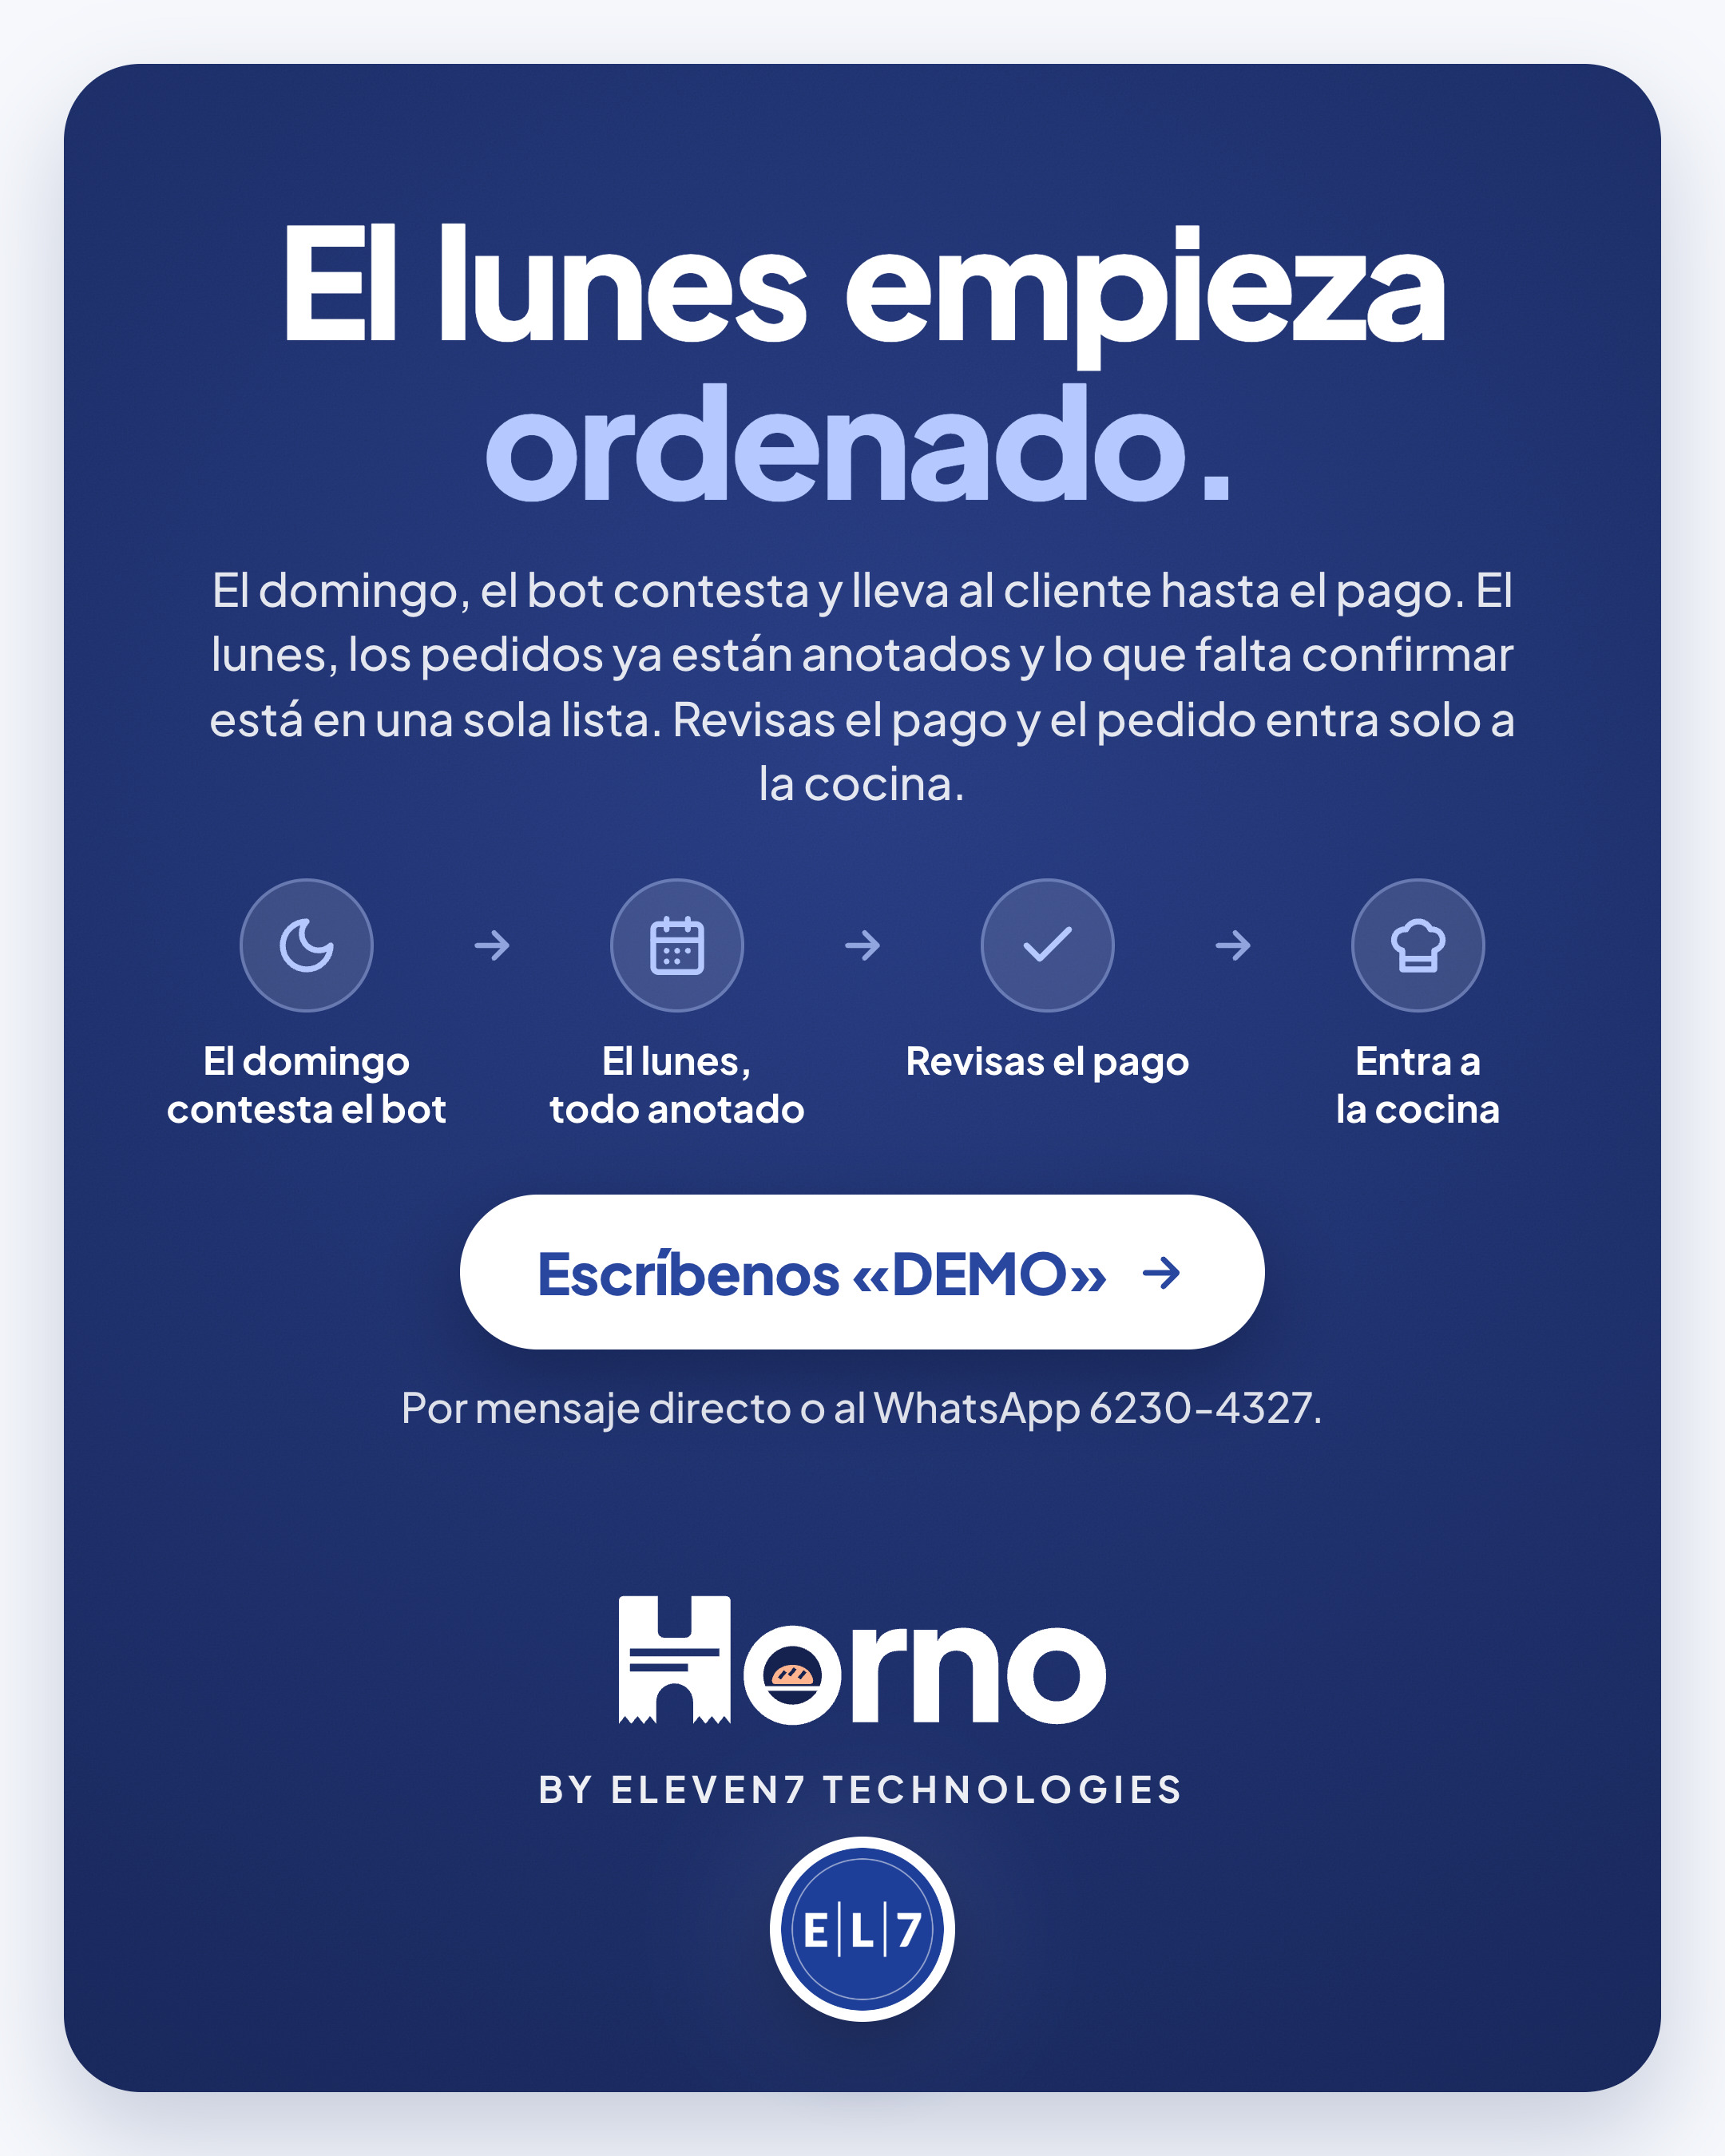 El lunes empieza
ordenado.
El domingo, el bot contesta y lleva al cliente hasta el pago. El
lunes, los pedidos ya están anotados y lo que falta confirmar
está en una sola lista. Revisas el pago y el pedido entra solo a
la cocina.
El domingo
contesta el bot
El lunes,
todo anotado
Revisas el pago
Entra a
la cocina
Escríbenos «DEMO» →
Por mensaje directo o al WhatsApp 6230-4327.
Horno
BY ELEVEN7 TECHNOLOGIES
E|L|7